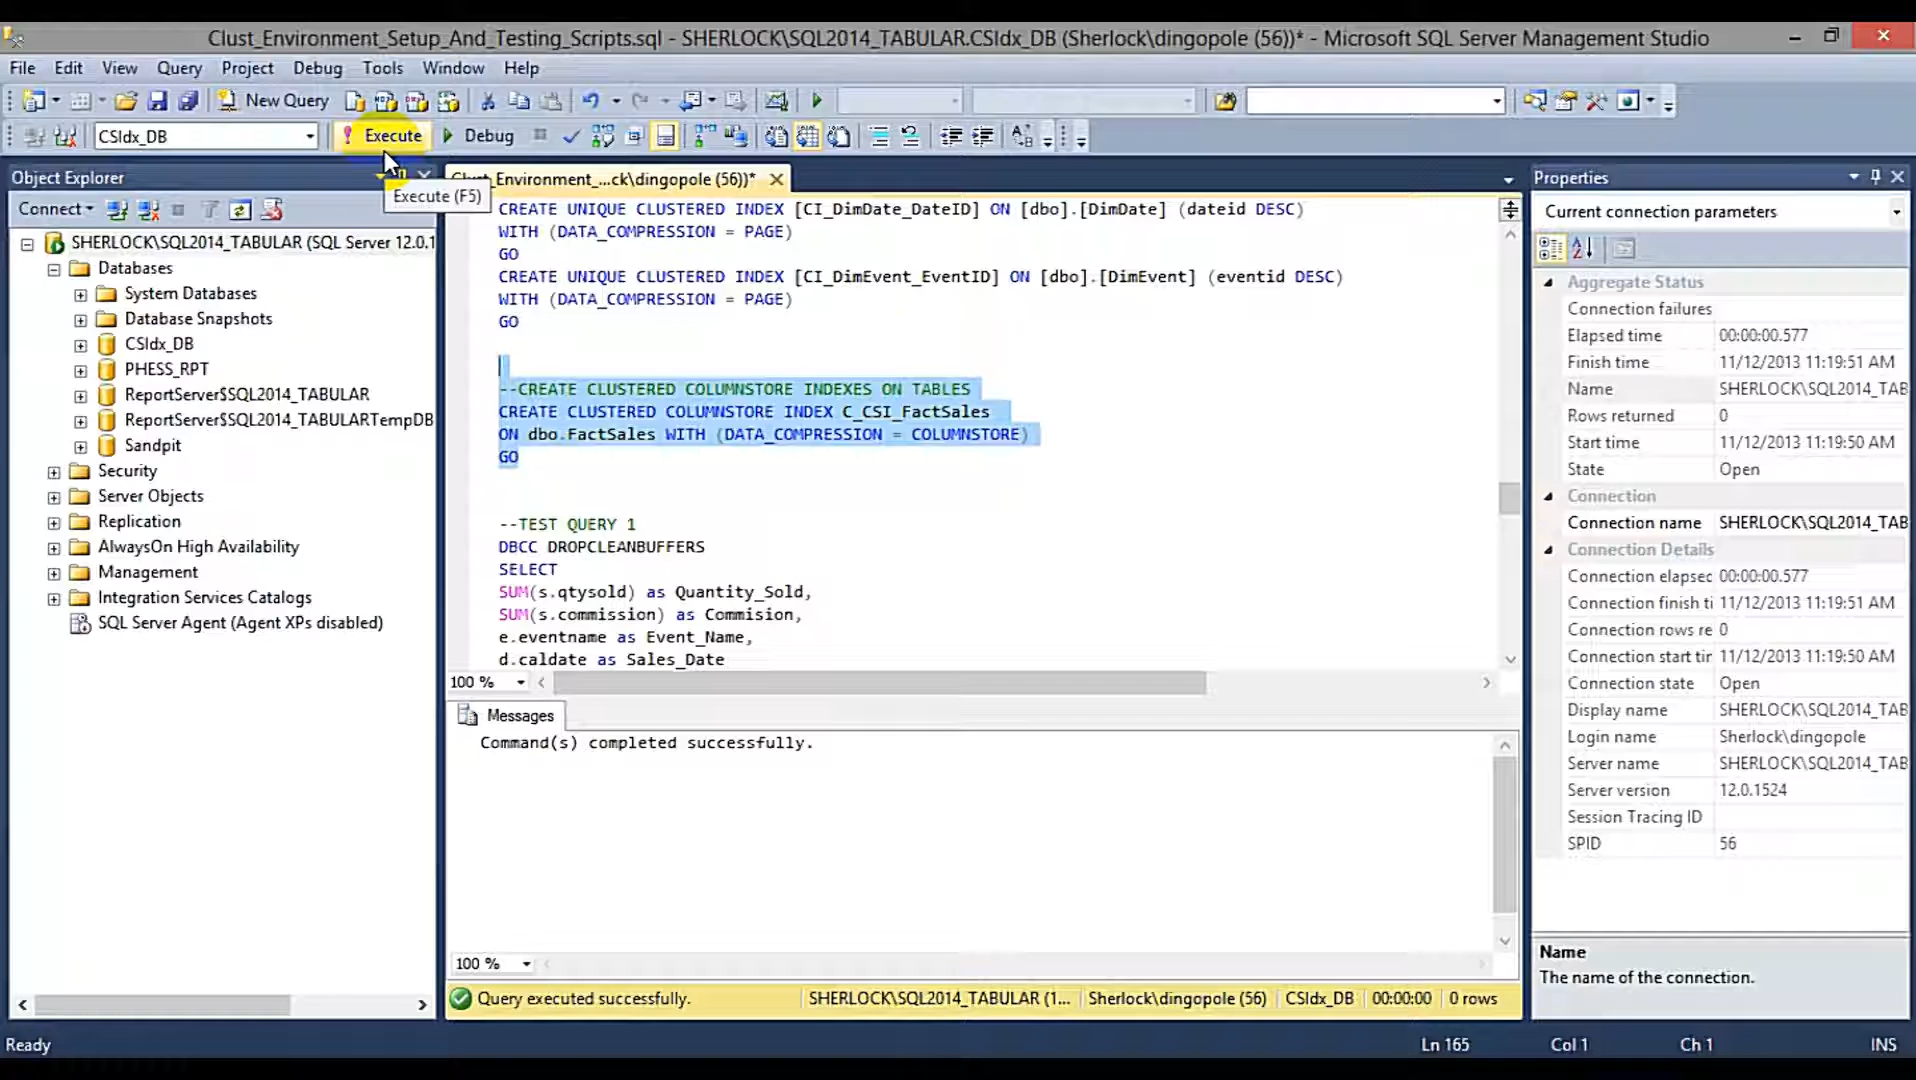 Clust_Environment_Setup_And_Testing_Scripts.sql - SHERLOCK\SQL2014_TABULAR.CSIdx_DB (Sherlock\dingopole (56))* - Microsoft SQL Server Management Studio
File Edit View Query Project Debug Tools Window Help
New Query
CSIdx_DB Execute Debug
Execute (F5)
Object Explorer
Connect
SHERLOCK\SQL2014_TABULAR (SQL Server 12.0.1
Databases
System Databases
Database Snapshots
CSIdx_DB
PHESS_RPT
ReportServer$SQL2014_TABULAR
ReportServer$SQL2014_TABULARTempDB
Sandpit
Security
Server Objects
Replication
AlwaysOn High Availability
Management
Integration Services Catalogs
SQL Server Agent (Agent XPs disabled)
Clust_Environment_...ck\dingopole (56))*
CREATE UNIQUE CLUSTERED INDEX [CI_DimDate_DateID] ON [dbo].[DimDate] (dateid DESC)
WITH (DATA_COMPRESSION = PAGE)
GO
CREATE UNIQUE CLUSTERED INDEX [CI_DimEvent_EventID] ON [dbo].[DimEvent] (eventid DESC)
WITH (DATA_COMPRESSION = PAGE)
GO
--CREATE CLUSTERED COLUMNSTORE INDEXES ON TABLES
CREATE CLUSTERED COLUMNSTORE INDEX C_CSI_FactSales
ON dbo.FactSales WITH (DATA_COMPRESSION = COLUMNSTORE)
GO
--TEST QUERY 1
DBCC DROPCLEANBUFFERS
SELECT
SUM(s.qtysold) as Quantity_Sold,
SUM(s.commission) as Commision,
e.eventname as Event_Name,
d.caldate as Sales_Date
100 %
Messages
Command(s) completed successfully.
100 %
Query executed successfully. SHERLOCK\SQL2014_TABULAR (1... Sherlock\dingopole (56) CSIdx_DB 00:00:00 0 rows
Properties
Current connection parameters
Aggregate Status
Connection failures
Elapsed time 00:00:00.577
Finish time 11/12/2013 11:19:51 AM
Name SHERLOCK\SQL2014_TAB
Rows returned 0
Start time 11/12/2013 11:19:50 AM
State Open
Connection
Connection name SHERLOCK\SQL2014_TAB
Connection Details
Connection elapsec 00:00:00.577
Connection finish ti 11/12/2013 11:19:51 AM
Connection rows re 0
Connection start tin 11/12/2013 11:19:50 AM
Connection state Open
Display name SHERLOCK\SQL2014_TAB
Login name Sherlock\dingopole
Server name SHERLOCK\SQL2014_TAB
Server version 12.0.1524
Session Tracing ID
SPID 56
Name
The name of the connection.
Ready Ln 165 Col 1 Ch 1 INS